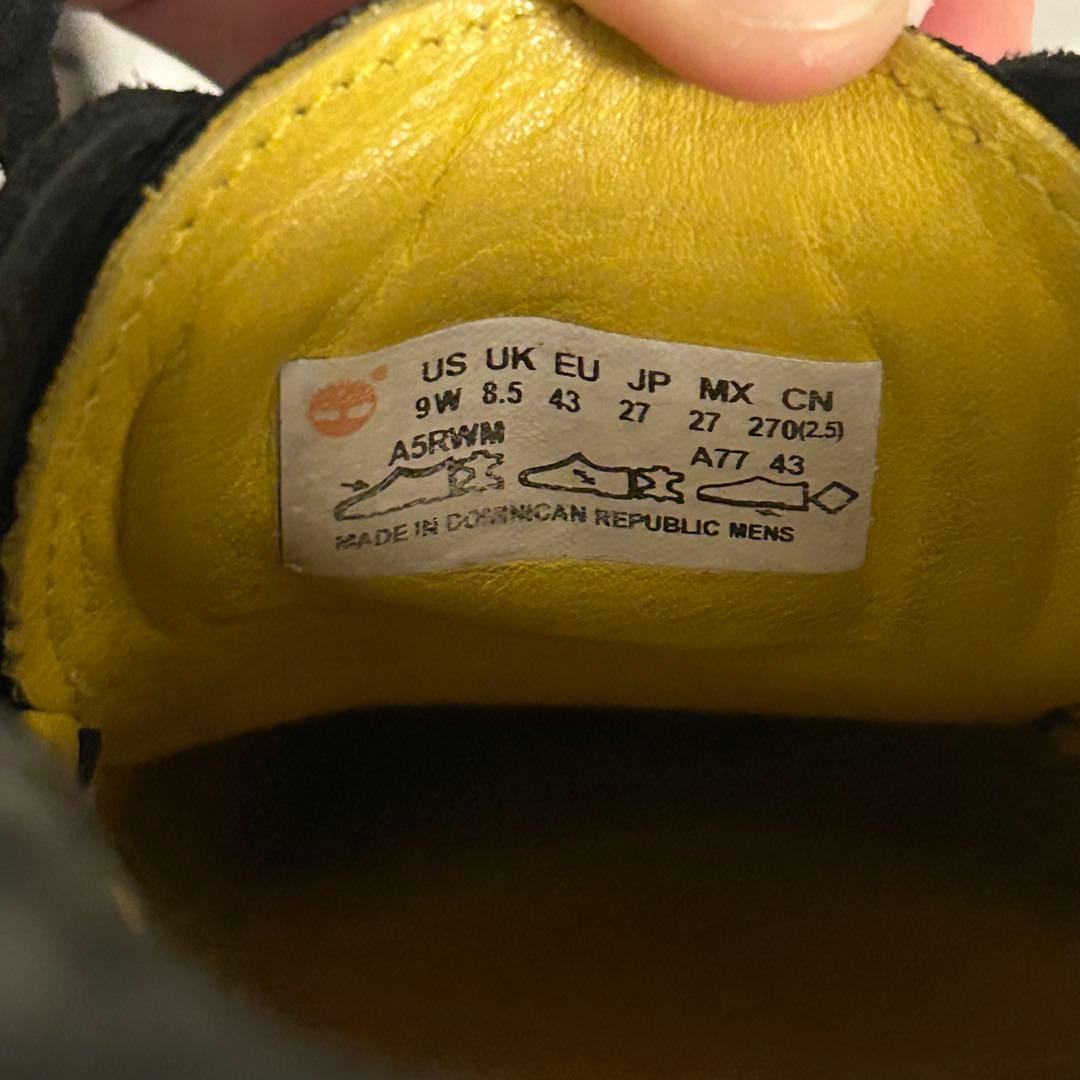 US UK EU JP MX CN
9W 8.5 43 27 27 270(2.5)
A5RWM A77 43
MADE IN DOMINICAN REPUBLIC MENS